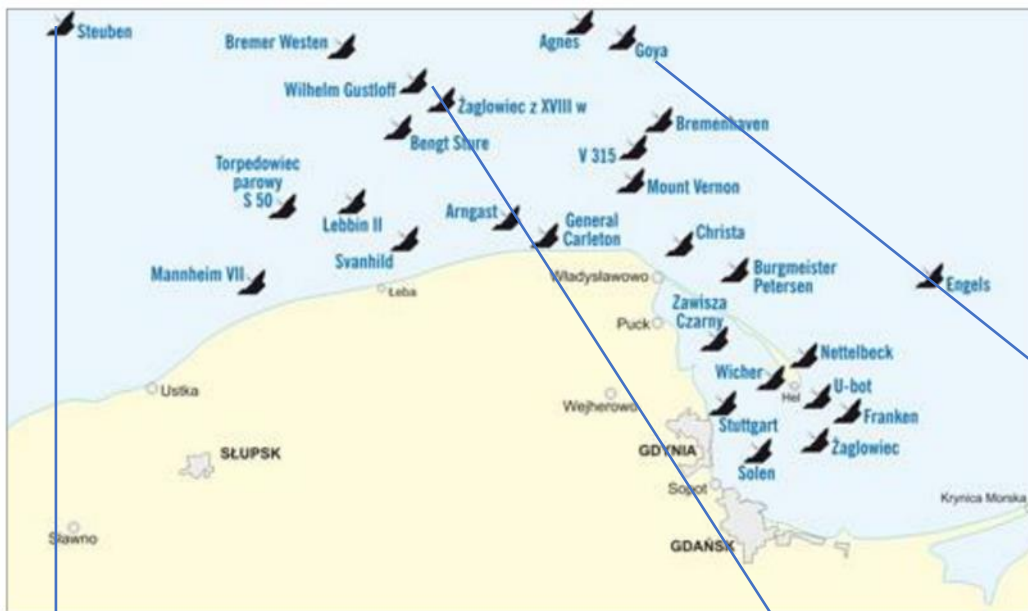 Steuben
Bremer Westen
Agnes
Goya
Wilhelm Gustloff
Żaglowiec z XVIII w
Bengt Sture
Bremenhaven
V 315
Mount Vernon
Torpedowiec
parowy
S 50
Lebbin II
Svanhild
Arngast
General
Carleton
Christa
Mannheim VII
Łeba
Władysławowo
Burgmeister
Petersen
Engels
Zawisza
Czarny
Puck
Nettelbeck
Wicher
Hel
U-bot
Franken
Ustka
Wejherowo
Stuttgart
Żaglowiec
SŁUPSK
GDYNIA
Solen
Sopot
Krynica Morska
Sławno
GDAŃSK